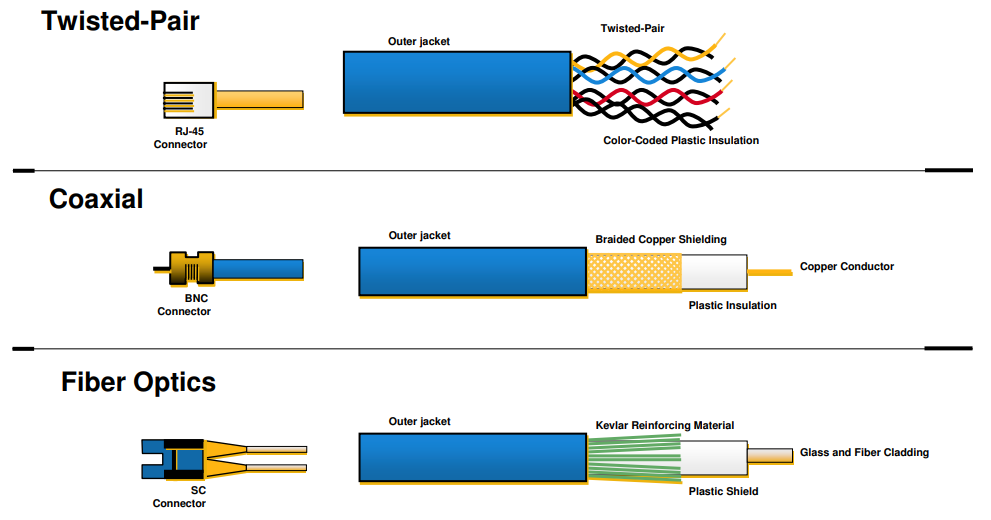 Twisted-Pair
Outer jacket
Twisted-Pair
RJ-45
Connector
Color-Coded Plastic Insulation
Coaxial
Outer jacket
Braided Copper Shielding
Copper Conductor
BNC
Connector
Plastic Insulation
Fiber Optics
Outer jacket
Kevlar Reinforcing Material
Glass and Fiber Cladding
SC
Connector
Plastic Shield